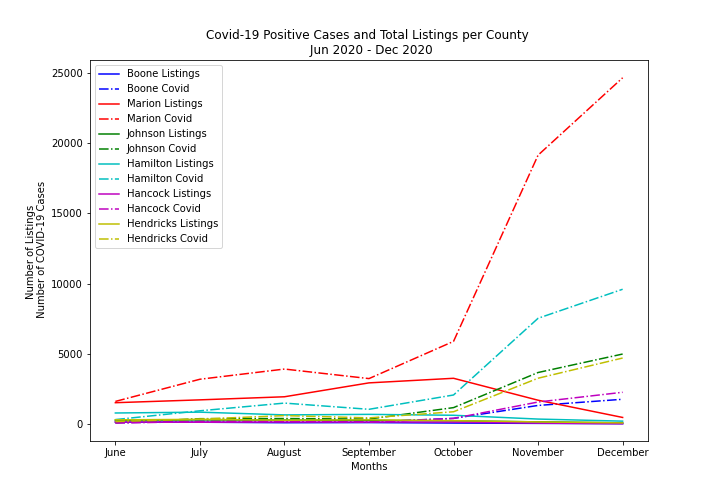 Covid-19 Positive Cases and Total Listings per County
Jun 2020 - Dec 2020
Boone Listings
Boone Covid
Marion Listings
Marion Covid
Johnson Listings
Johnson Covid
Hamilton Listings
Hamilton Covid
Hancock Listings
Hancock Covid
Hendricks Listings
Hendricks Covid
Number of Listings
Number of COVID-19 Cases
25000
20000
15000
10000
5000
0
June July August September October November December
Months